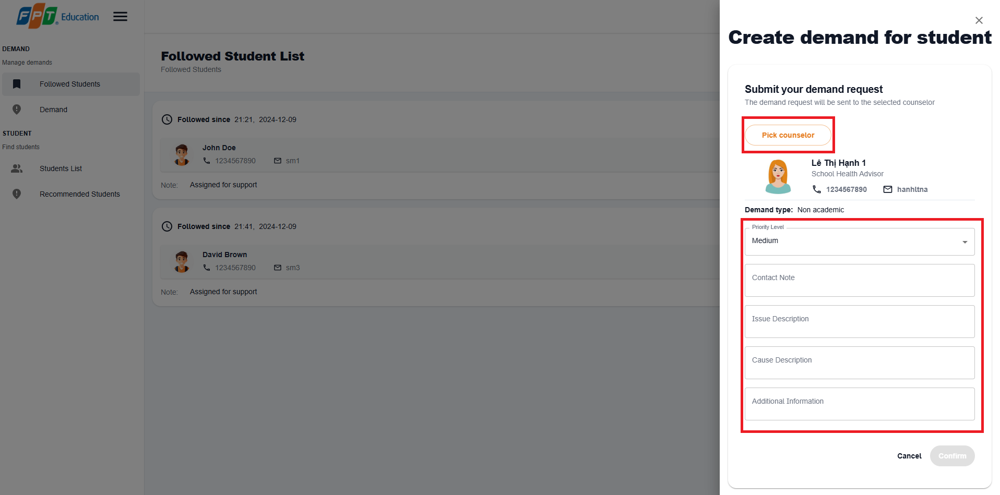 FPT Education
DEMAND
Manage demands
Followed Students
Demand
STUDENT
Find students
Students List
Recommended Students
Followed Student List
Followed Students
Followed since 21:21, 2024-12-09
John Doe
1234567890 sm1
Note: Assigned for support
Followed since 21:41, 2024-12-09
David Brown
1234567890 sm3
Note: Assigned for support
Create demand for student
Submit your demand request
The demand request will be sent to the selected counselor
Pick counselor
Lê Thị Hạnh 1
School Health Advisor
1234567890 hanhltna
Demand type: Non academic
Priority Level
Medium
Contact Note
Issue Description
Cause Description
Additional Information
Cancel Confirm